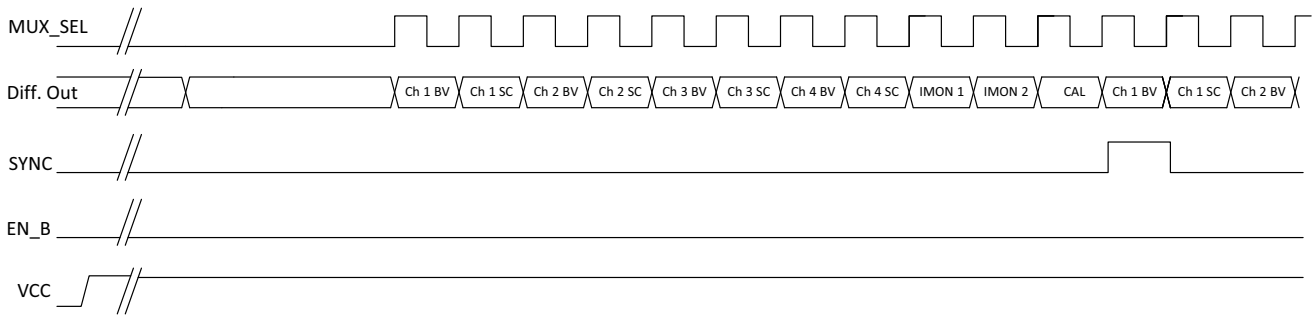 MUX_SEL
Diff. Out Ch 1 BV Ch 1 SC Ch 2 BV Ch 2 SC Ch 3 BV Ch 3 SC Ch 4 BV Ch 4 SC IMON 1 IMON 2 CAL Ch 1 BV Ch 1 SC Ch 2 BV
SYNC
EN_B
VCC